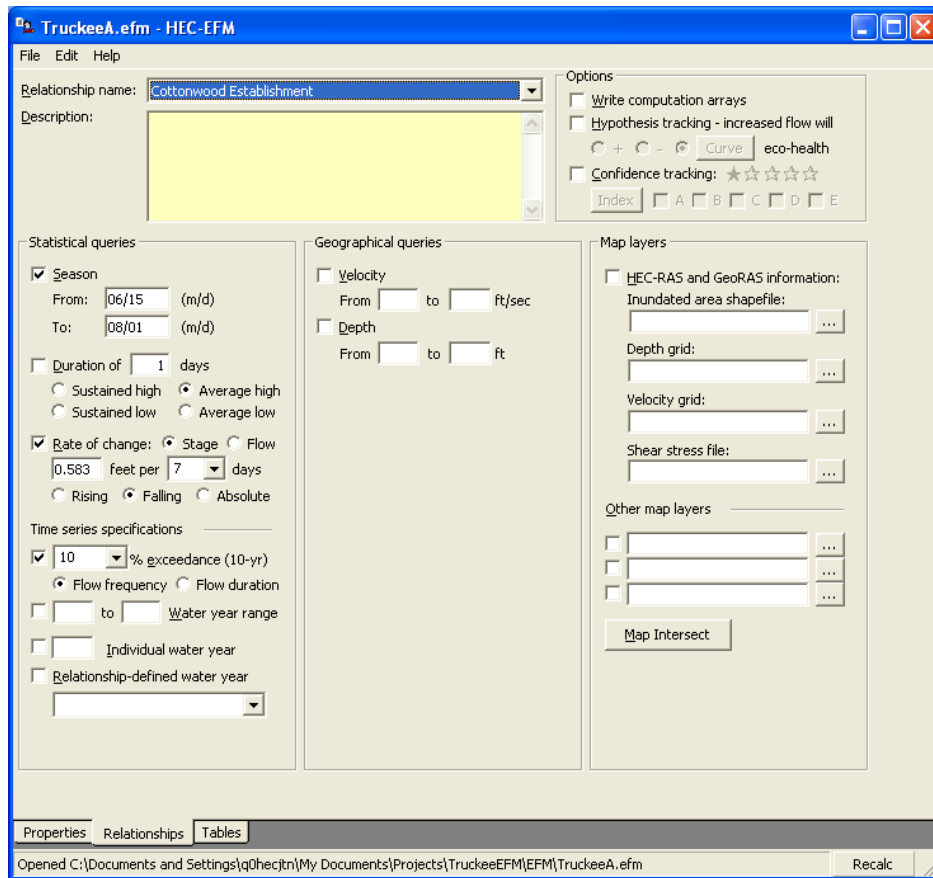 TruckeeA.efm - HEC-EFM
File Edit Help
Relationship name: Cottonwood Establishment
Description:
Options
Write computation arrays
Hypothesis tracking - increased flow will
+ - Curve eco-health
Confidence tracking:
Index A B C D E
Statistical queries
Season
From: 06/15 (m/d)
To: 08/01 (m/d)
Duration of 1 days
Sustained high Average high
Sustained low Average low
Rate of change: Stage Flow
0.583 feet per 7 days
Rising Falling Absolute
Time series specifications
10 % exceedance (10-yr)
Flow frequency Flow duration
to Water year range
Individual water year
Relationship-defined water year
Geographical queries
Velocity
From to ft/sec
Depth
From to ft
Map layers
HEC-RAS and GeoRAS information:
Inundated area shapefile:
...
Depth grid:
...
Velocity grid:
...
Shear stress file:
...
Other map layers
...
...
...
Map Intersect
Properties Relationships Tables
Opened C:\Documents and Settings\q0hecjtn\My Documents\Projects\TruckeeEFM\EFM\TruckeeA.efm Recalc